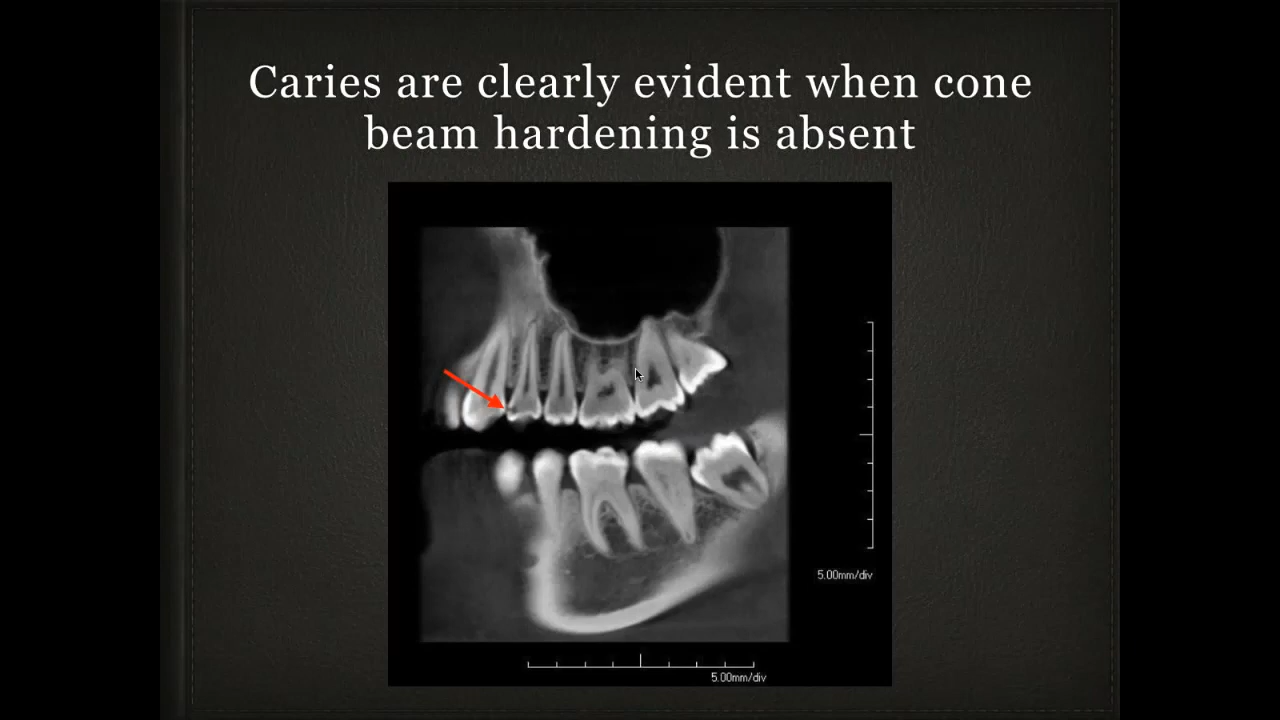 Caries are clearly evident when cone
beam hardening is absent
5.00mm/div
5.00mm/div